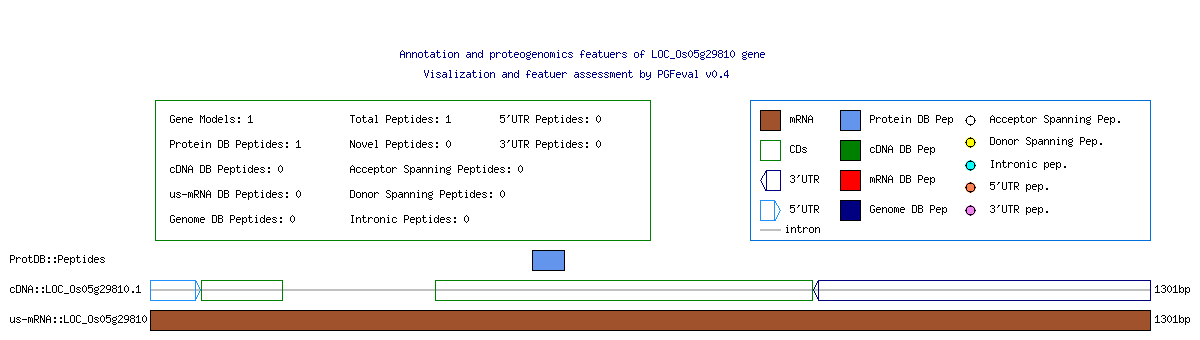 Annotation and proteogenomics featuers of LOC_Os05g29810 gene
Visalization and featuer assessment by PGFeval v0.4
Gene Models: 1 Total Peptides: 1 5'UTR Peptides: 0
Protein DB Peptides: 1 Novel Peptides: 0 3'UTR Peptides: 0
cDNA DB Peptides: 0 Acceptor Spanning Peptides: 0
us-mRNA DB Peptides: 0 Donor Spanning Peptides: 0
Genome DB Peptides: 0 Intronic Peptides: 0
mRNA Protein DB Pep Acceptor Spanning Pep.
CDs cDNA DB Pep Donor Spanning Pep.
3'UTR mRNA DB Pep Intronic pep.
5'UTR Genome DB Pep 5'UTR pep.
intron 3'UTR pep.
ProtDB::Peptides
cDNA::LOC_Os05g29810.1 1301bp
us-mRNA::LOC_Os05g29810 1301bp